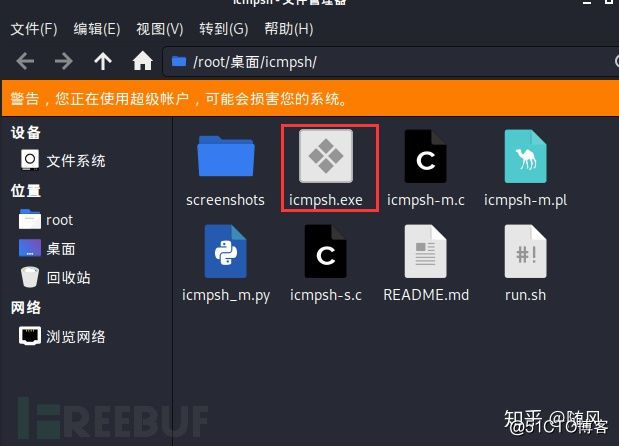 icmpsh - 文件管理器
文件(F) 编辑(E) 视图(V) 转到(G) 帮助(H)
/root/桌面/icmpsh/
警告，您正在使用超级帐户，可能会损害您的系统。
设备
文件系统
位置
root
桌面
回收站
网络
浏览网络
screenshots icmpsh.exe icmpsh-m.c icmpsh-m.pl
icmpsh_m.py icmpsh-s.c README.md run.sh
#!
REEBUF
知乎 @随风
@51CTO博客